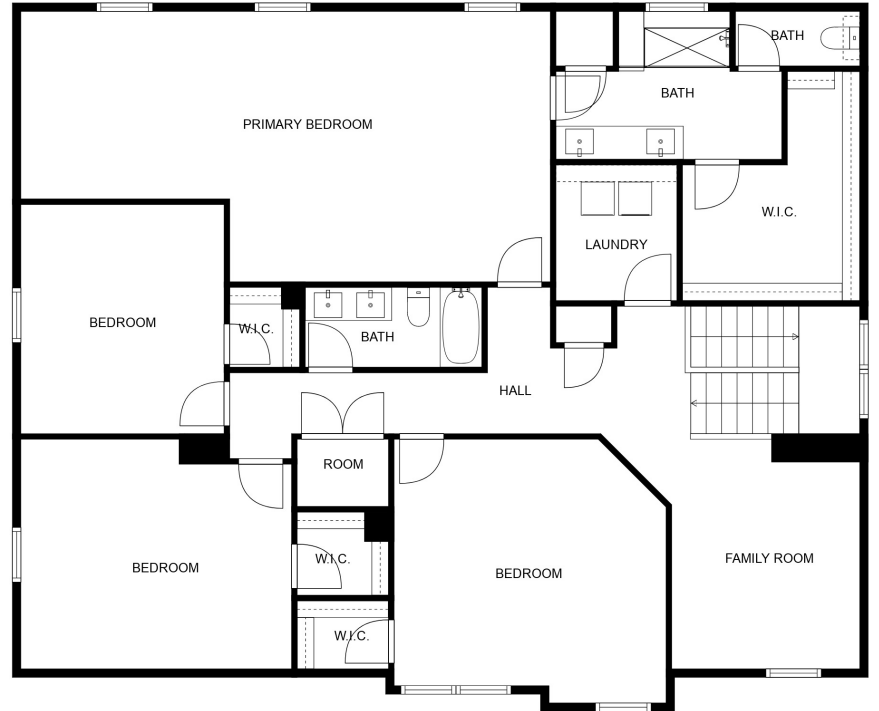 BATH
BATH
PRIMARY BEDROOM
W.I.C.
LAUNDRY
BEDROOM
W.I.C.
BATH
HALL
ROOM
W.I.C.
FAMILY ROOM
BEDROOM
BEDROOM
W.I.C.